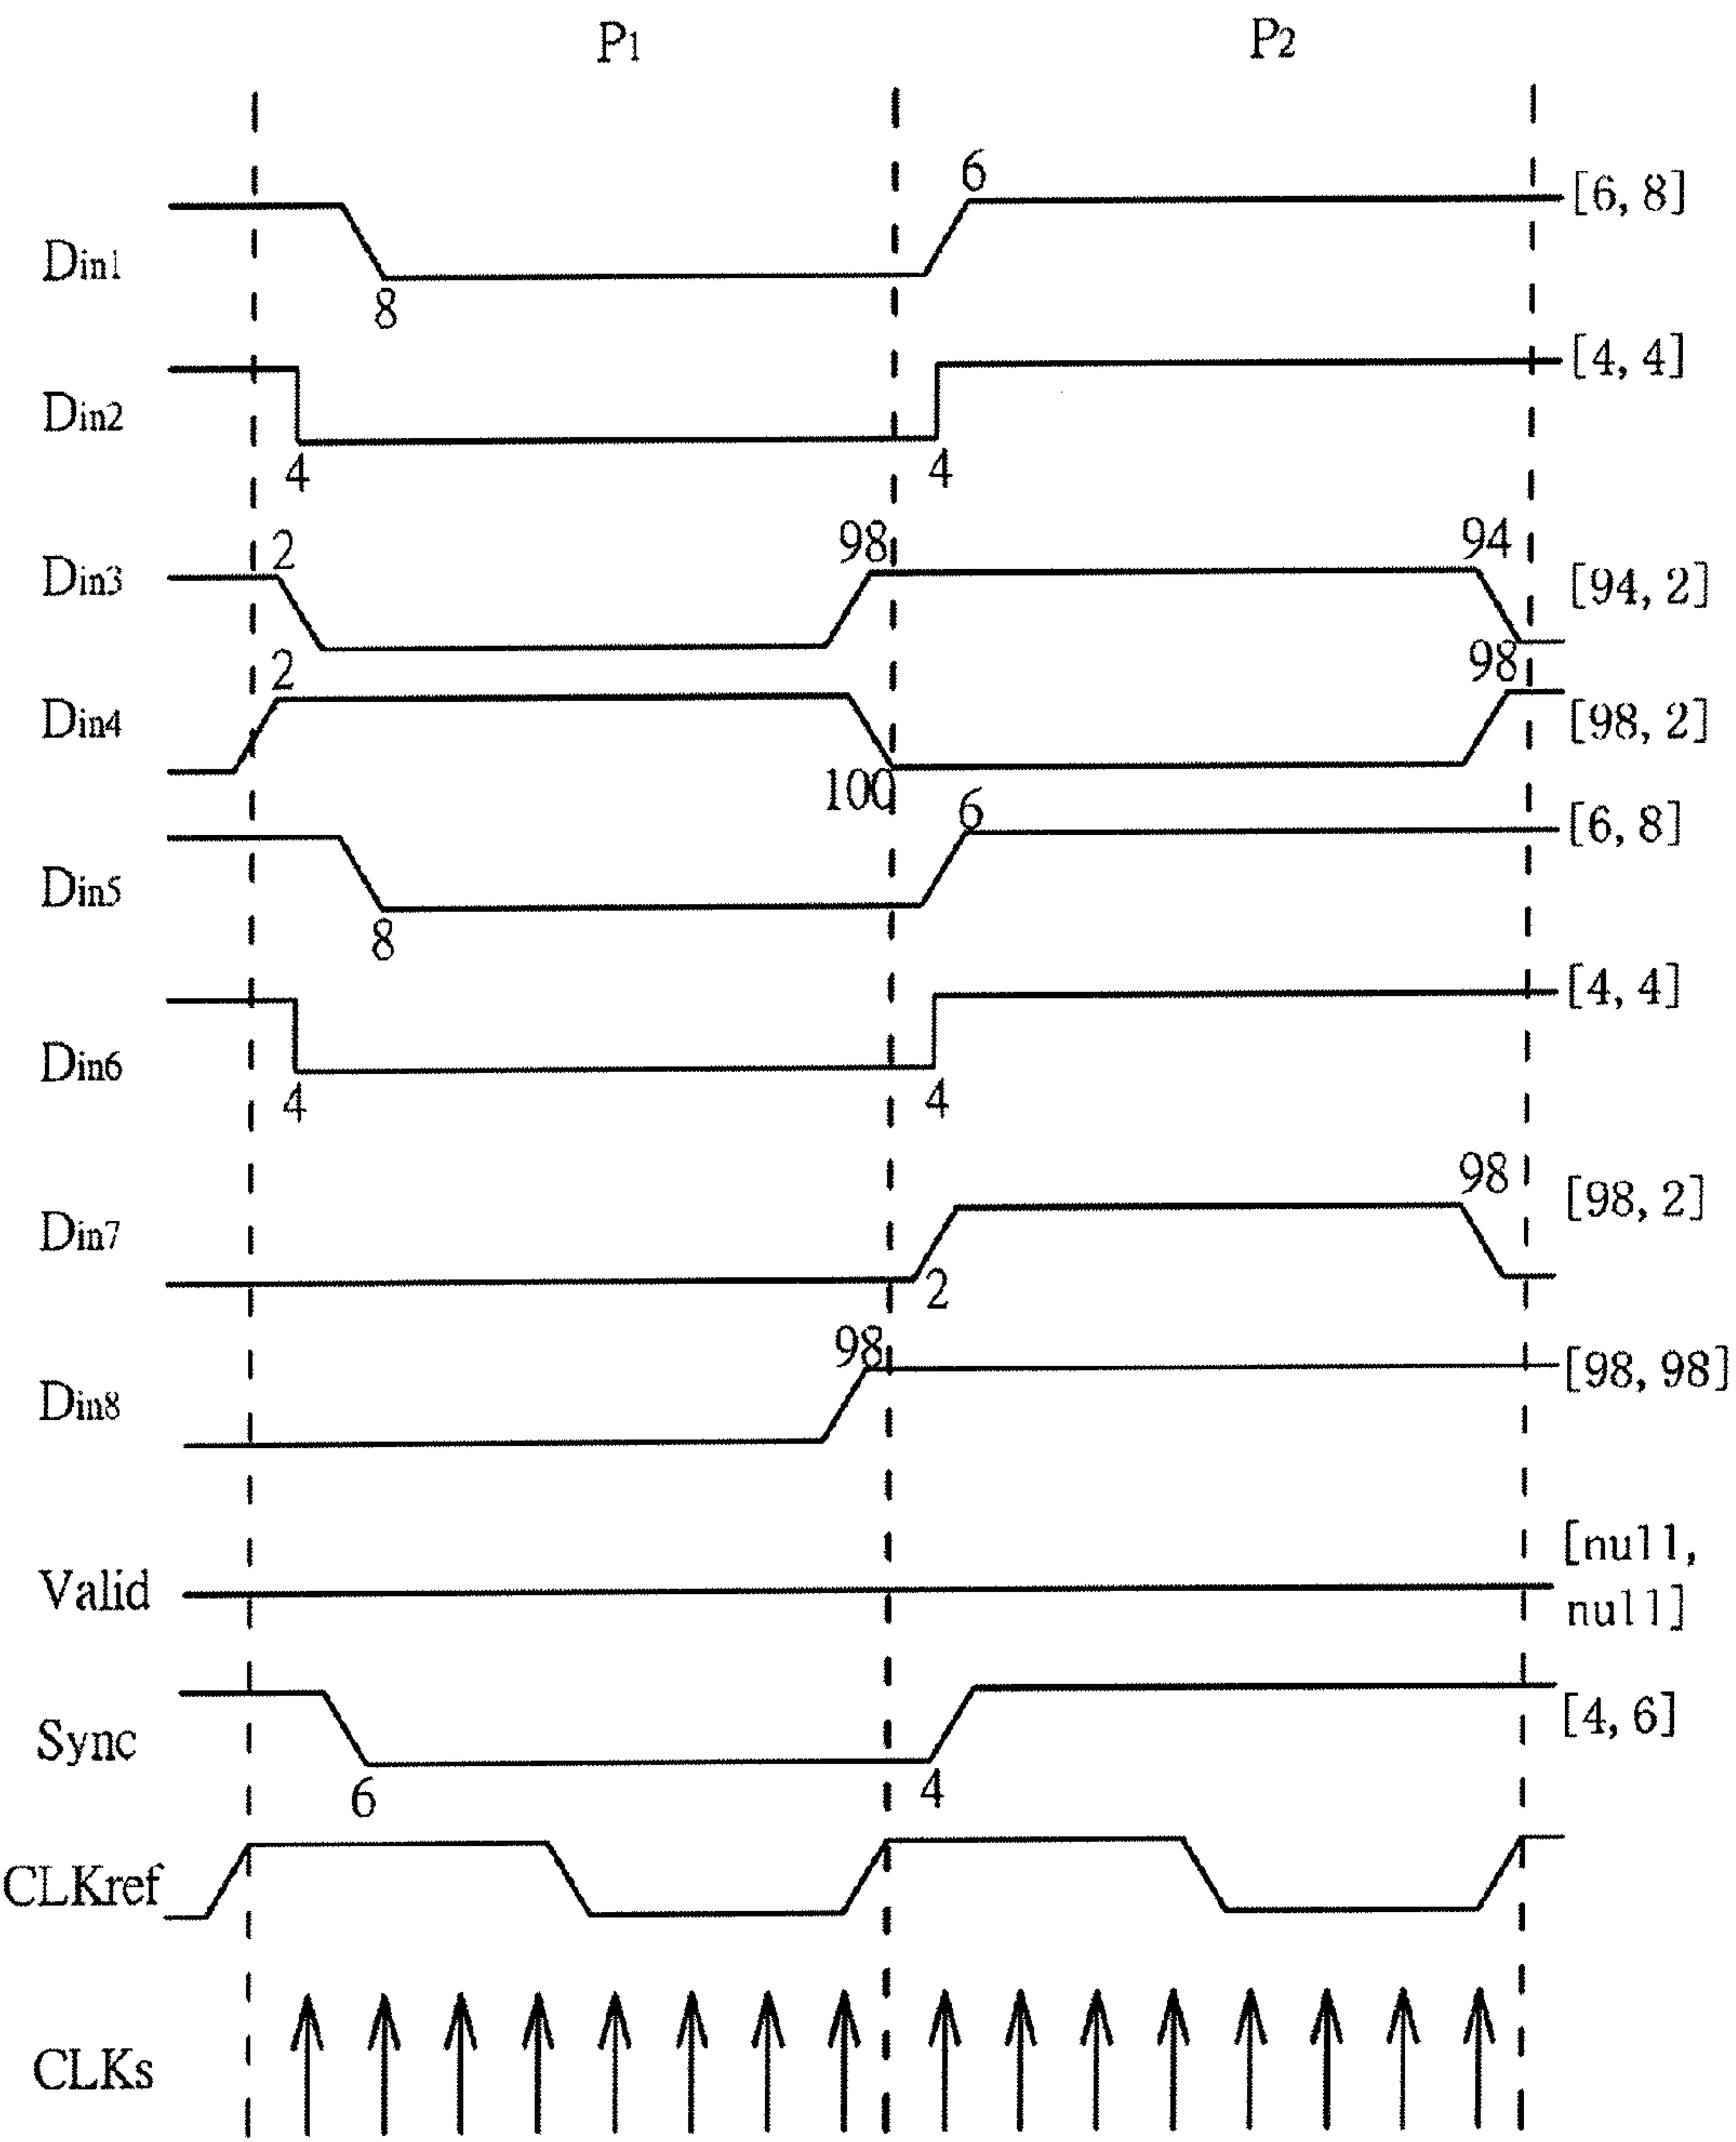 P1 P2
6 [6, 8]
Din1
8
[4, 4]
Din2
4 4
2 98 94
Din3 [94, 2]
2 98
Din4 [98, 2]
100 6 [6, 8]
Din5
8
[4, 4]
Din6
4 4
98 [98, 2]
Din7
2
98 [98, 98]
Din8
[null,
Valid null]
Sync [4, 6]
6 4
CLKref
CLKs